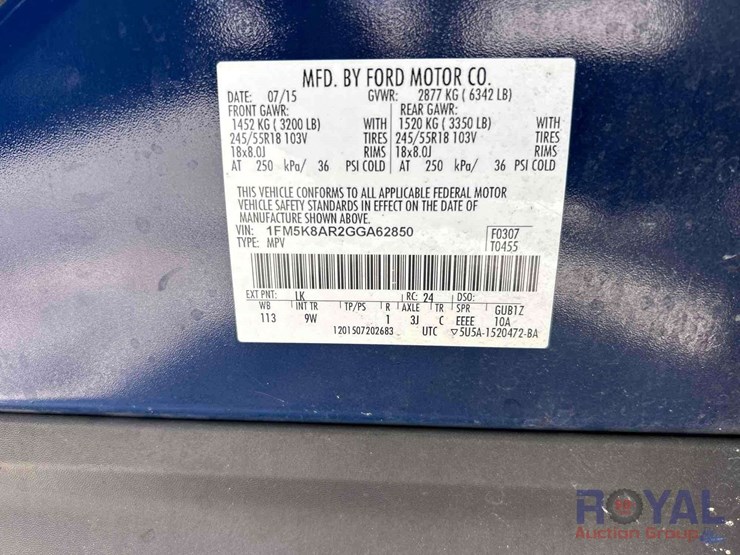 MFD. BY FORD MOTOR CO.
DATE: 07/15 GVWR: 2877 KG ( 6342 LB)
FRONT GAWR: REAR GAWR:
1452 KG ( 3200 LB) WITH 1520 KG ( 3350 LB) WITH
245/55R18 103V TIRES 245/55R18 103V TIRES
18x8.0J RIMS 18x8.0J RIMS
AT 250 kPa/ 36 PSI COLD AT 250 kPa/ 36 PSI COLD
THIS VEHICLE CONFORMS TO ALL APPLICABLE FEDERAL MOTOR
VEHICLE SAFETY STANDARDS IN EFFECT ON THE DATE OF
MANUFACTURE SHOWN ABOVE.
VIN: 1FM5K8AR2GGA62850 F0307
TYPE: MPV T0455
EXT PNT: LK RC: 24 DSO:
WB INT TR TP/PS R AXLE TR SPR GUB1Z
113 9W 1 3J C EEEE 10A
1201507202683 UTC ▽5U5A-1520472-BA
ROYAL
Auction Group